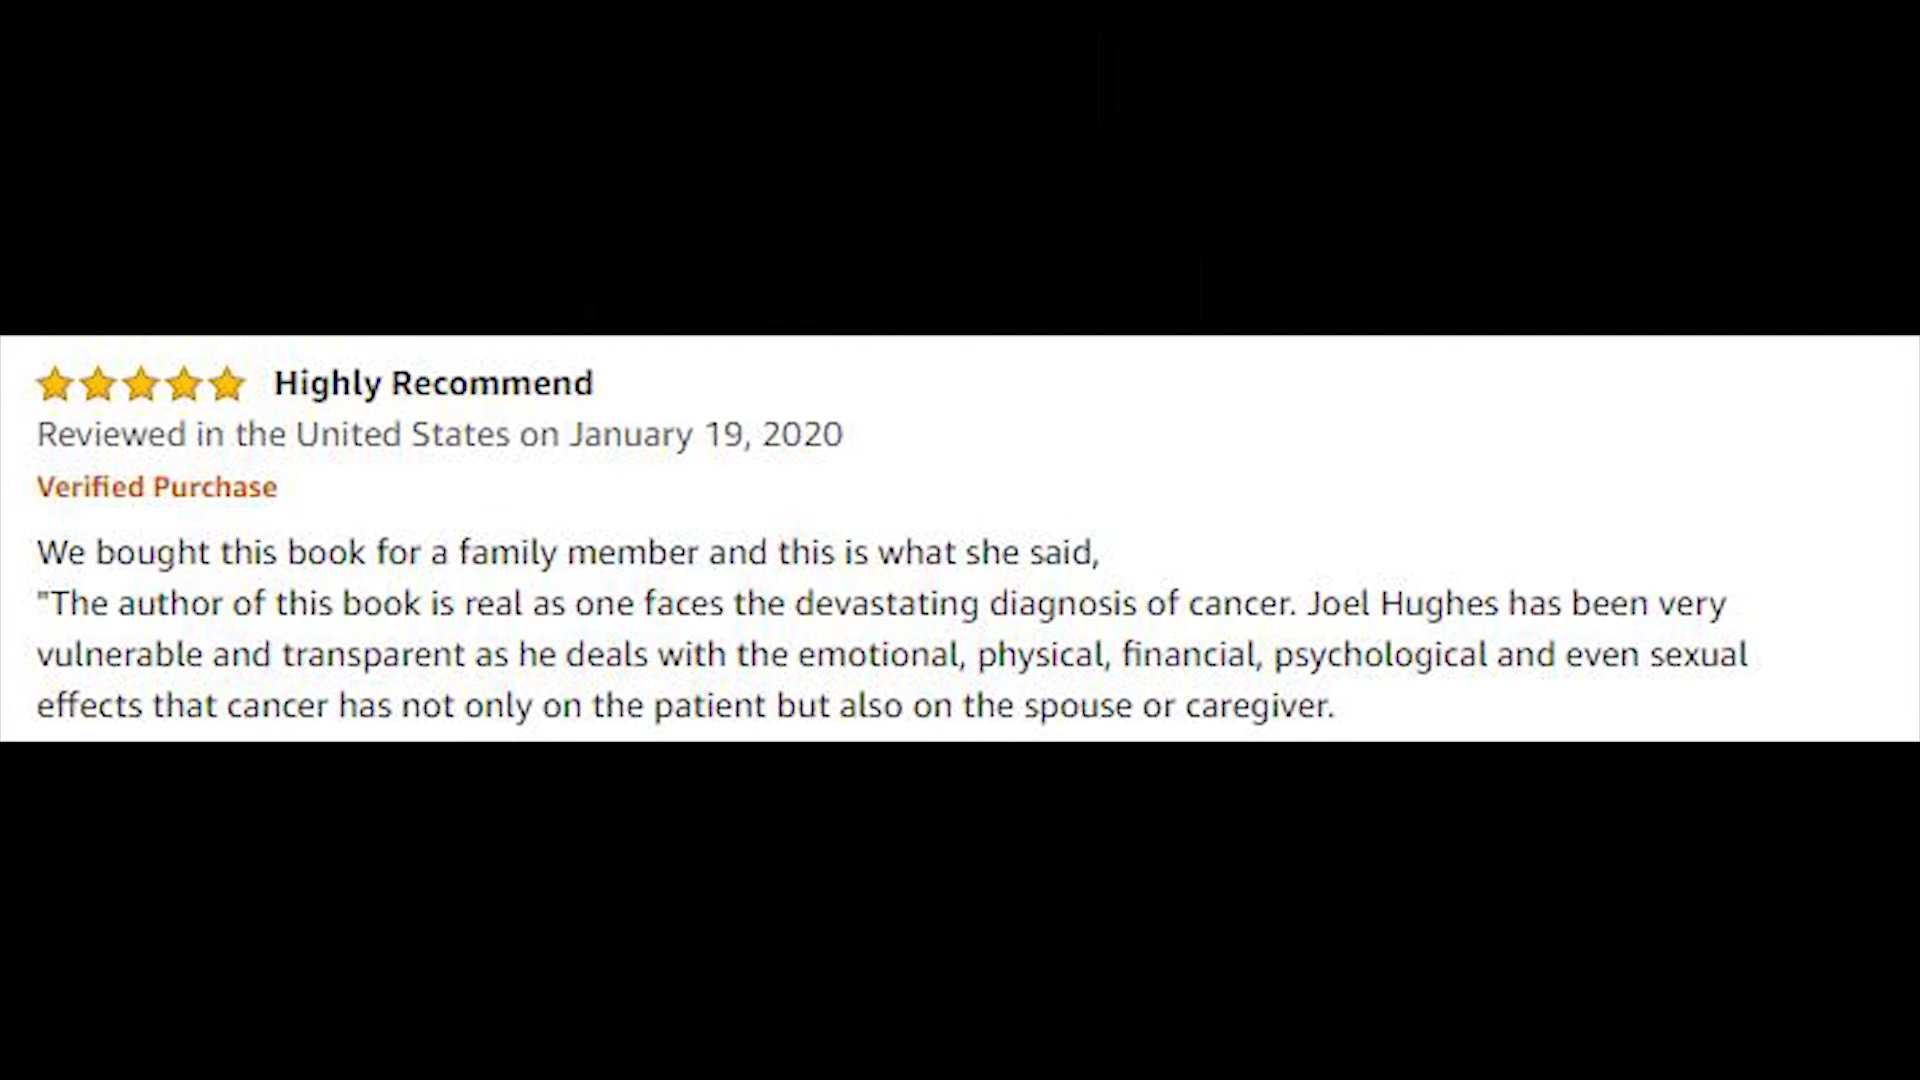 Highly Recommend
Reviewed in the United States on January 19, 2020
Verified Purchase
We bought this book for a family member and this is what she said,
"The author of this book is real as one faces the devastating diagnosis of cancer. Joel Hughes has been very
vulnerable and transparent as he deals with the emotional, physical, financial, psychological and even sexual
effects that cancer has not only on the patient but also on the spouse or caregiver.